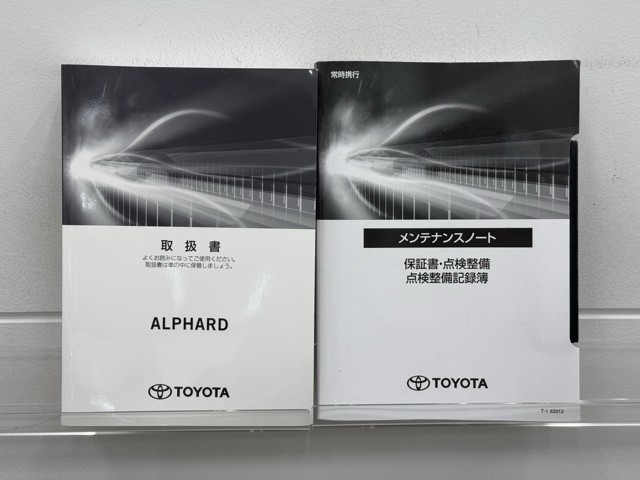 取扱書
よくお読みになってご使用ください。
取扱書は車の中に保管しましょう。
ALPHARD
TOYOTA
常時携行
メンテナンスノート
保証書・点検整備
点検整備記録簿
TOYOTA